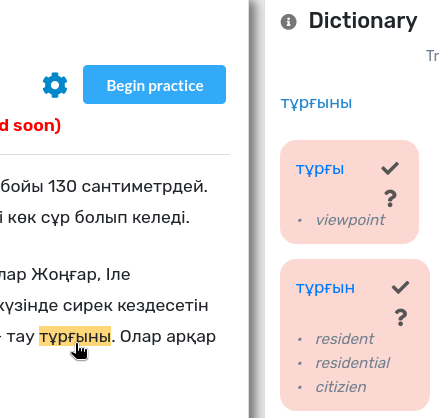 Begin practice
d soon)
бойы 130 сантиметрдей.
і көк сұр болып келеді.
лар Жоңғар, Іле
күзінде сирек кездесетін
- тау тұрғыны. Олар арқар
Dictionary
Tr
тұрғыны
тұрғы
?
• viewpoint
тұрғын
?
• resident
• residential
• citizien